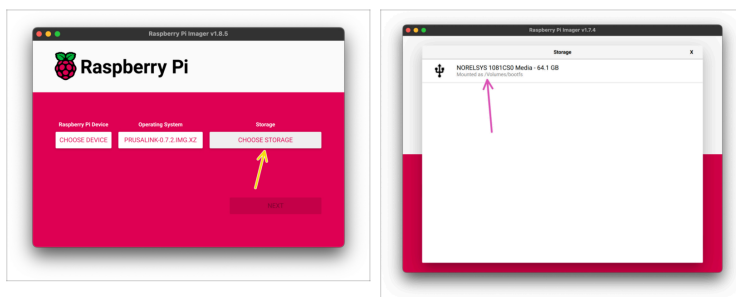 Raspberry Pi Imager v1.8.5
Raspberry Pi
Raspberry Pi Device
Operating System
Storage
CHOOSE DEVICE
PRUSALINK-0.7.2.IMG.XZ
CHOOSE STORAGE
NEXT
Raspberry Pi Imager v1.7.4
Storage
X
NORELSYS 1081CS0 Media - 64.1 GB
Mounted as /Volumes/bootfs